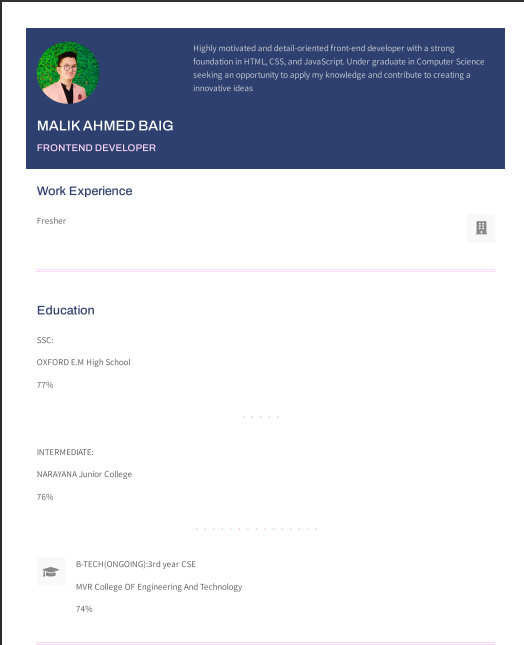 Highly motivated and detail-oriented front-end developer with a strong
foundation in HTML, CSS, and JavaScript. Under graduate in Computer Science
seeking an opportunity to apply my knowledge and contribute to creating a
innovative ideas
MALIK AHMED BAIG
FRONTEND DEVELOPER
Work Experience
Fresher
Education
SSC:
OXFORD E.M High School
77%
INTERMEDIATE:
NARAYANA Junior College
76%
B-TECH(ONGOING):3rd year CSE
MVR College OF Engineering And Technology
74%